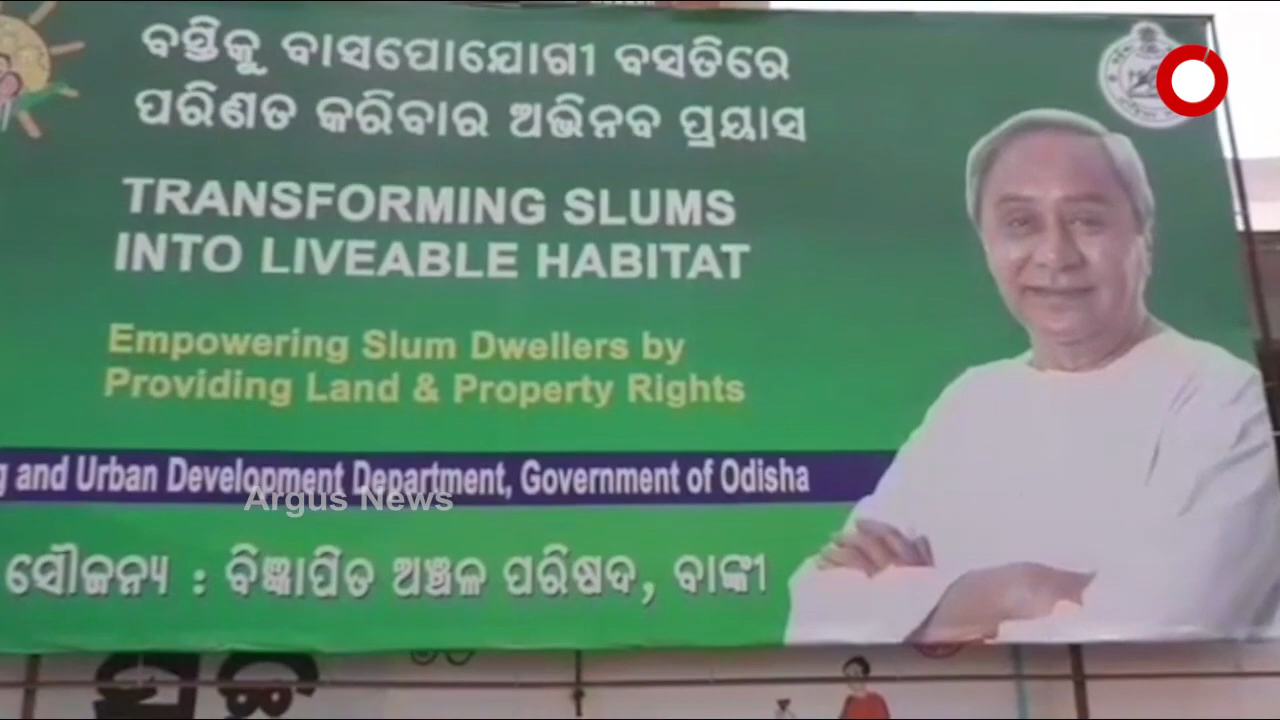 ବସ୍ତିକୁ ବାସପୋଯୋଗୀ ବସତିରେ
ପରିଣତ କରିବାର ଅଭିନବ ପ୍ରୟାସ
TRANSFORMING SLUMS
INTO LIVEABLE HABITAT
Empowering Slum Dwellers by
Providing Land & Property Rights
g and Urban Development Department, Government of Odisha
Argus News
ସୌଜନ୍ୟ : ବିଜ୍ଞାପିତ ଅଞ୍ଚଳ ପରିଷଦ, ବାଙ୍କୀ